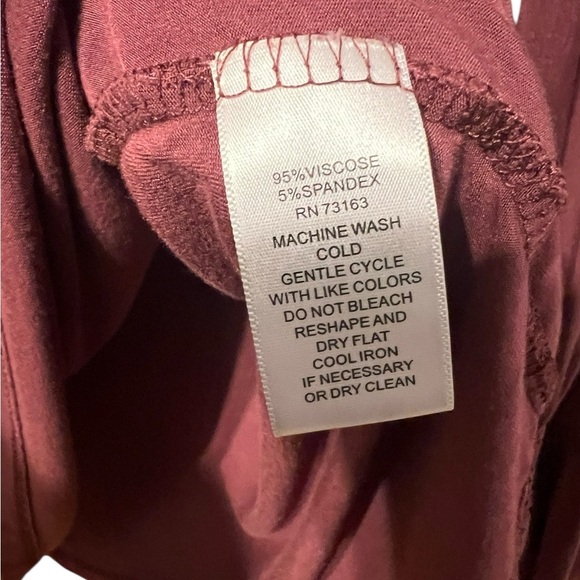 95%VISCOSE
5%SPANDEX
RN 73163
MACHINE WASH
COLD
GENTLE CYCLE
WITH LIKE COLORS
DO NOT BLEACH
RESHAPE AND
DRY FLAT
COOL IRON
IF NECESSARY
OR DRY CLEAN